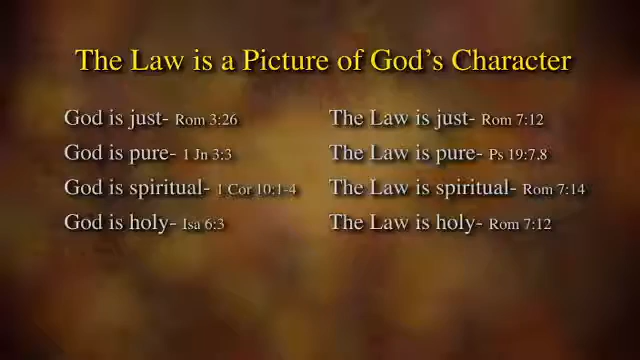 The Law is a Picture of God's Character
God is just- Rom 3:26
The Law is just- Rom 7:12
God is pure- 1 Jn 3:3
The Law is pure- Ps 19:7,8
God is spiritual- 1 Cor 10:1-4
The Law is spiritual- Rom 7:14
God is holy- Isa 6:3
The Law is holy- Rom 7:12